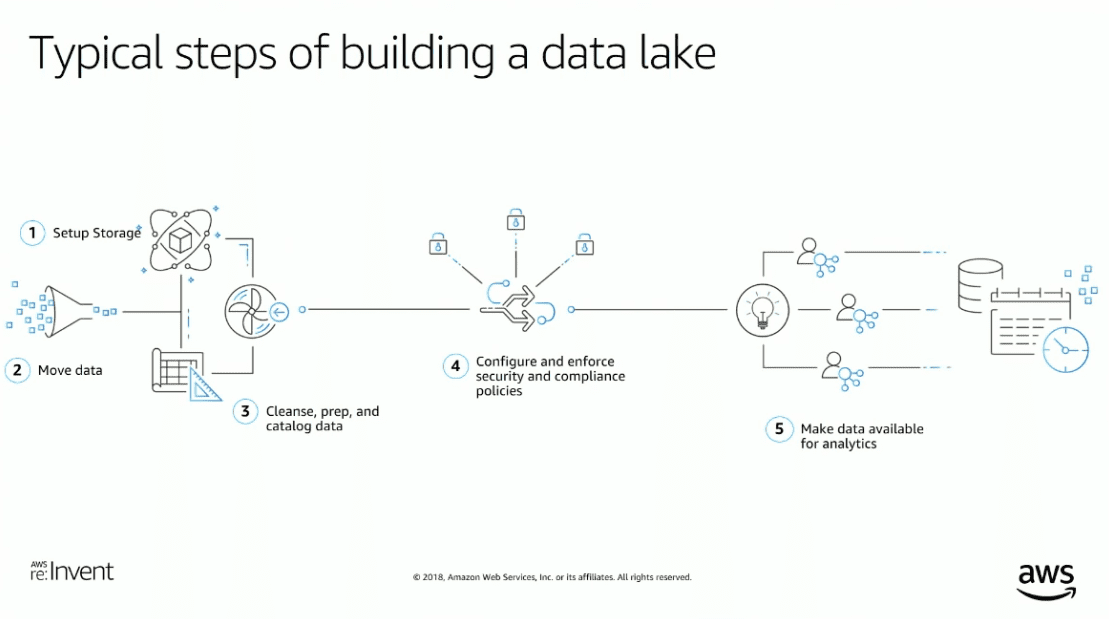 Typical steps of building a data lake
1 Setup Storage
2 Move data
3 Cleanse, prep, and
catalog data
4 Configure and enforce
security and compliance
policies
5 Make data available
for analytics
AWS
re:Invent
© 2018, Amazon Web Services, Inc. or its affiliates. All rights reserved.
aws